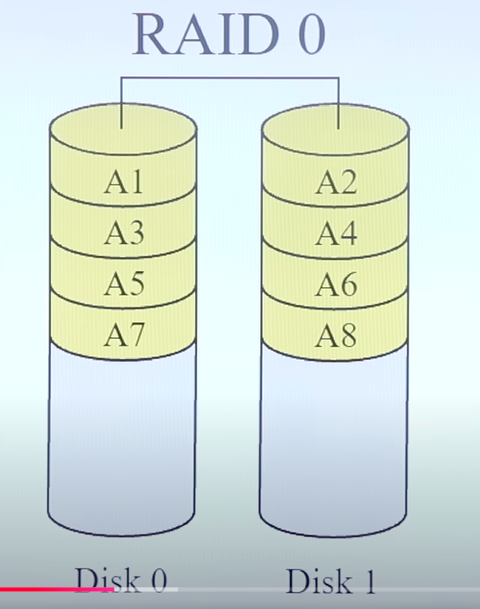 RAID 0
A1 A2
A3 A4
A5 A6
A7 A8
Disk 0 Disk 1